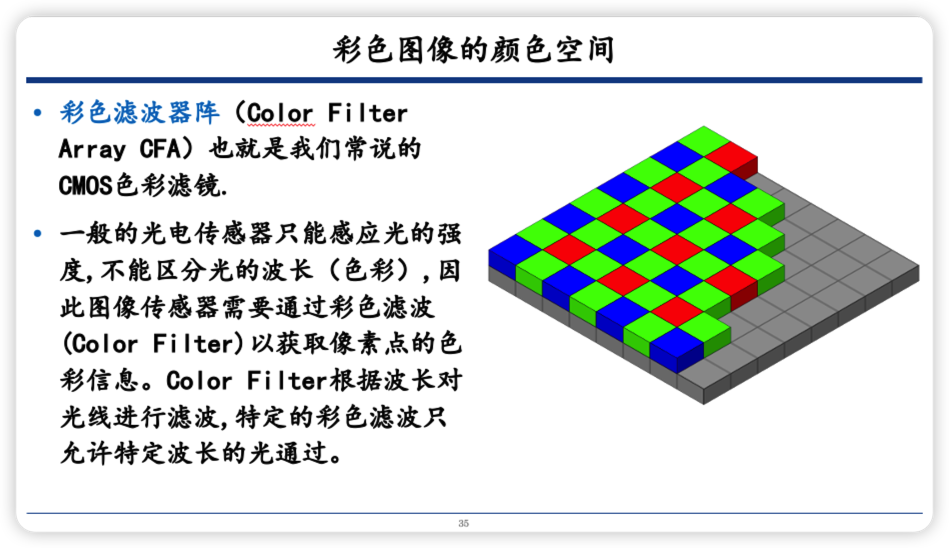 彩色图像的颜色空间
• 彩色滤波器阵（Color Filter
Array CFA）也就是我们常说的
CMOS色彩滤镜.
• 一般的光电传感器只能感应光的强
度,不能区分光的波长（色彩）,因
此图像传感器需要通过彩色滤波
(Color Filter)以获取像素点的色
彩信息。Color Filter根据波长对
光线进行滤波,特定的彩色滤波只
允许特定波长的光通过。
35